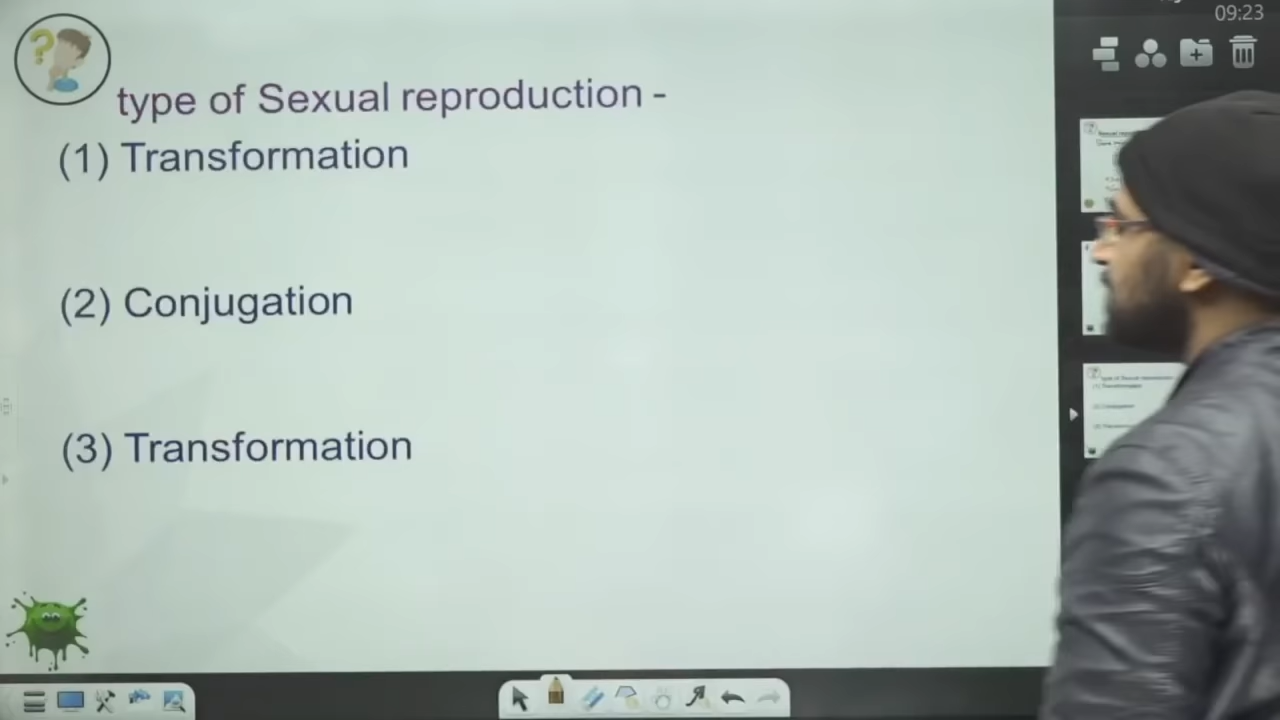 09:23
?
type of Sexual reproduction -
(1) Transformation
(2) Conjugation
(3) Transformation